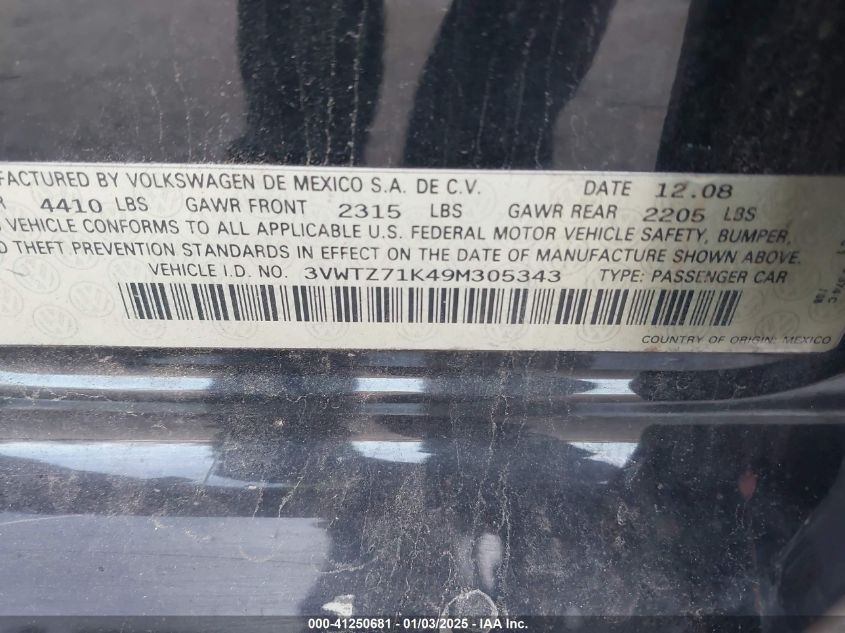 FACTURED BY VOLKSWAGEN DE MEXICO S.A. DE C.V. DATE 12.08
R 4410 LBS GAWR FRONT 2315 LBS GAWR REAR 2205 LBS
VEHICLE CONFORMS TO ALL APPLICABLE U.S. FEDERAL MOTOR VEHICLE SAFETY, BUMPER,
THEFT PREVENTION STANDARDS IN EFFECT ON THE DATE OF MANUFACTURE SHOWN ABOVE.
VEHICLE I.D. NO. 3VWTZ71K49M305343 TYPE: PASSENGER CAR
COUNTRY OF ORIGIN: MEXICO
000-41250681 - 01/03/2025 - IAA Inc.